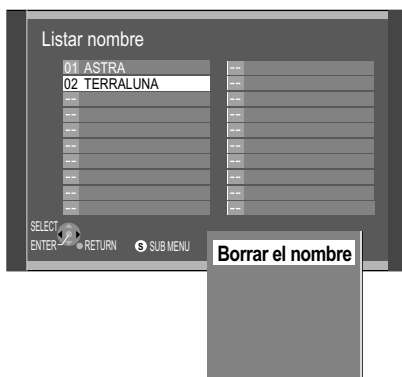 Listar nombre
01 ASTRA --
02 TERRALUNA --
-- --
-- --
-- --
-- --
-- --
-- --
-- --
-- --
SELECT
ENTER RETURN S SUB MENU
Borrar el nombre